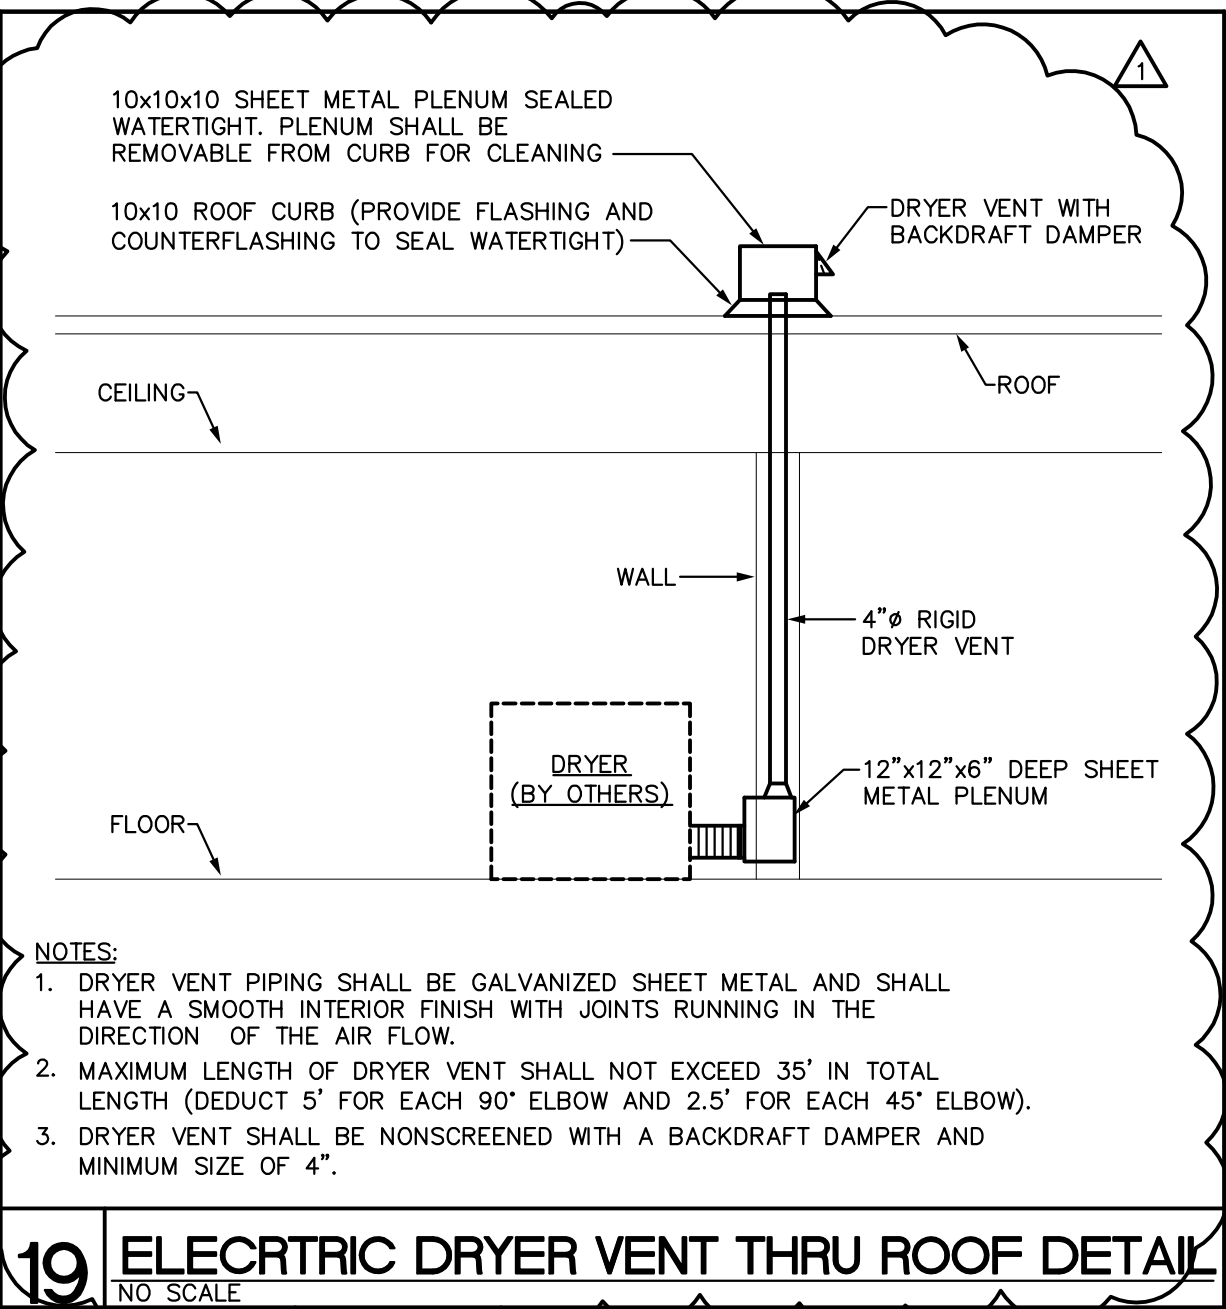 1
10x10x10 SHEET METAL PLENUM SEALED
WATERTIGHT. PLENUM SHALL BE
REMOVABLE FROM CURB FOR CLEANING
10x10 ROOF CURB (PROVIDE FLASHING AND
COUNTERFLASHING TO SEAL WATERTIGHT)
DRYER VENT WITH
BACKDRAFT DAMPER
CEILING
ROOF
WALL
4"ø RIGID
DRYER VENT
DRYER
(BY OTHERS)
12"x12"x6" DEEP SHEET
METAL PLENUM
FLOOR
NOTES:
1. DRYER VENT PIPING SHALL BE GALVANIZED SHEET METAL AND SHALL
HAVE A SMOOTH INTERIOR FINISH WITH JOINTS RUNNING IN THE
DIRECTION OF THE AIR FLOW.
2. MAXIMUM LENGTH OF DRYER VENT SHALL NOT EXCEED 35' IN TOTAL
LENGTH (DEDUCT 5' FOR EACH 90° ELBOW AND 2.5' FOR EACH 45° ELBOW).
3. DRYER VENT SHALL BE NONSCREENED WITH A BACKDRAFT DAMPER AND
MINIMUM SIZE OF 4".
19
ELECRTRIC DRYER VENT THRU ROOF DETAIL
NO SCALE